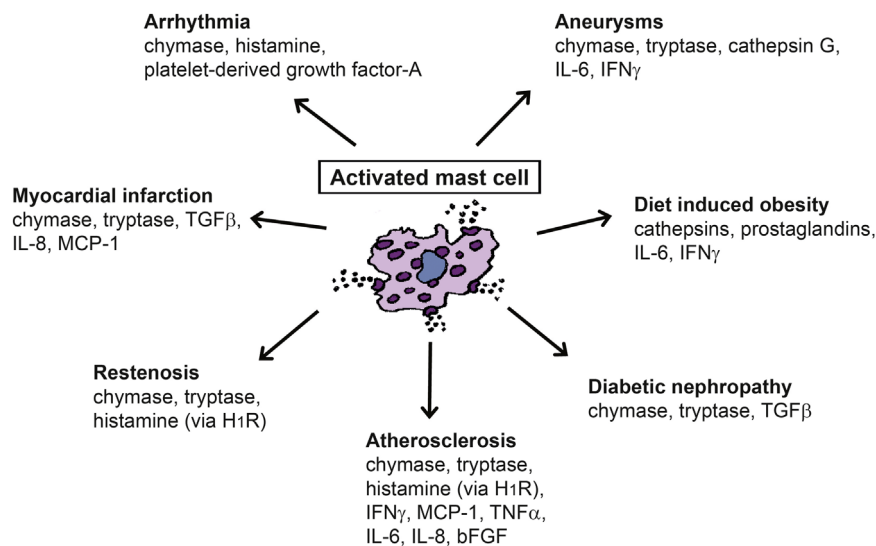 Arrhythmia
chymase, histamine,
platelet-derived growth factor-A
Aneurysms
chymase, tryptase, cathepsin G,
IL-6, IFNγ
Activated mast cell
Myocardial infarction
chymase, tryptase, TGFβ,
IL-8, MCP-1
Diet induced obesity
cathepsins, prostaglandins,
IL-6, IFNγ
Restenosis
chymase, tryptase,
histamine (via H1R)
Diabetic nephropathy
chymase, tryptase, TGFβ
Atherosclerosis
chymase, tryptase,
histamine (via H1R),
IFNγ, MCP-1, TNFα,
IL-6, IL-8, bFGF